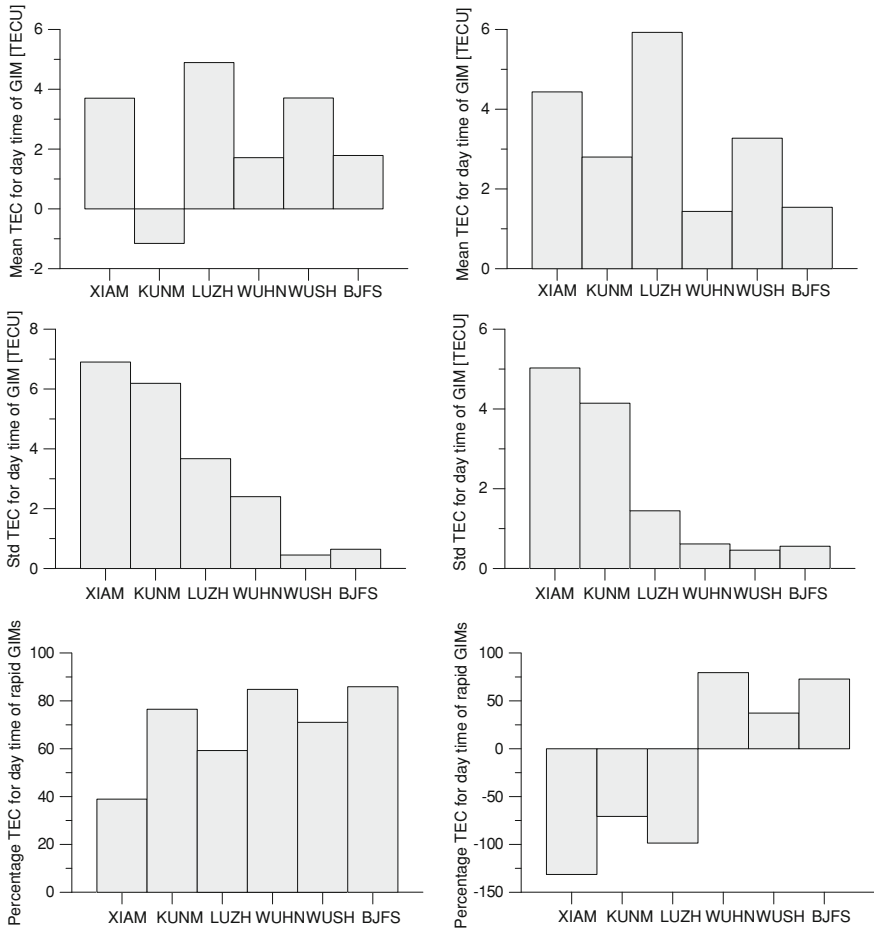 Mean TEC for day time of GIM [TECU]
6
4
2
0
-2
XIAM KUNM LUZH WUHN WUSH BJFS
Mean TEC for day time of GIM [TECU]
6
4
2
0
XIAM KUNM LUZH WUHN WUSH BJFS
Std TEC for day time of GIM [TECU]
8
6
4
2
0
XIAM KUNM LUZH WUHN WUSH BJFS
Std TEC for day time of GIM [TECU]
6
4
2
0
XIAM KUNM LUZH WUHN WUSH BJFS
Percentage TEC for day time of rapid GIMs
100
80
60
40
20
0
XIAM KUNM LUZH WUHN WUSH BJFS
Percentage TEC for day time of rapid GIMs
100
50
0
-50
-100
-150
XIAM KUNM LUZH WUHN WUSH BJFS